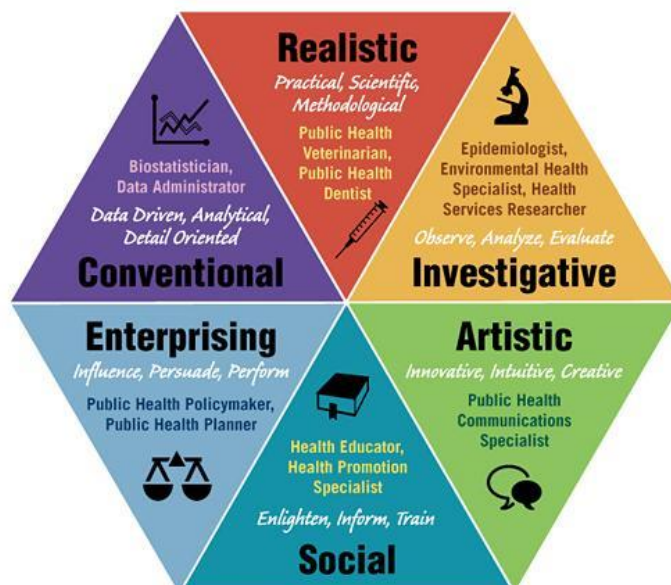 Realistic
Practical, Scientific,
Methodological
Public Health
Veterinarian,
Public Health
Dentist
Biostatistician,
Data Administrator
Data Driven, Analytical,
Detail Oriented
Conventional
Epidemiologist,
Environmental Health
Specialist, Health
Services Researcher
Observe, Analyze, Evaluate
Investigative
Enterprising
Influence, Persuade, Perform
Public Health Policymaker,
Public Health Planner
Health Educator,
Health Promotion
Specialist
Enlighten, Inform, Train
Social
Artistic
Innovative, Intuitive, Creative
Public Health
Communications
Specialist